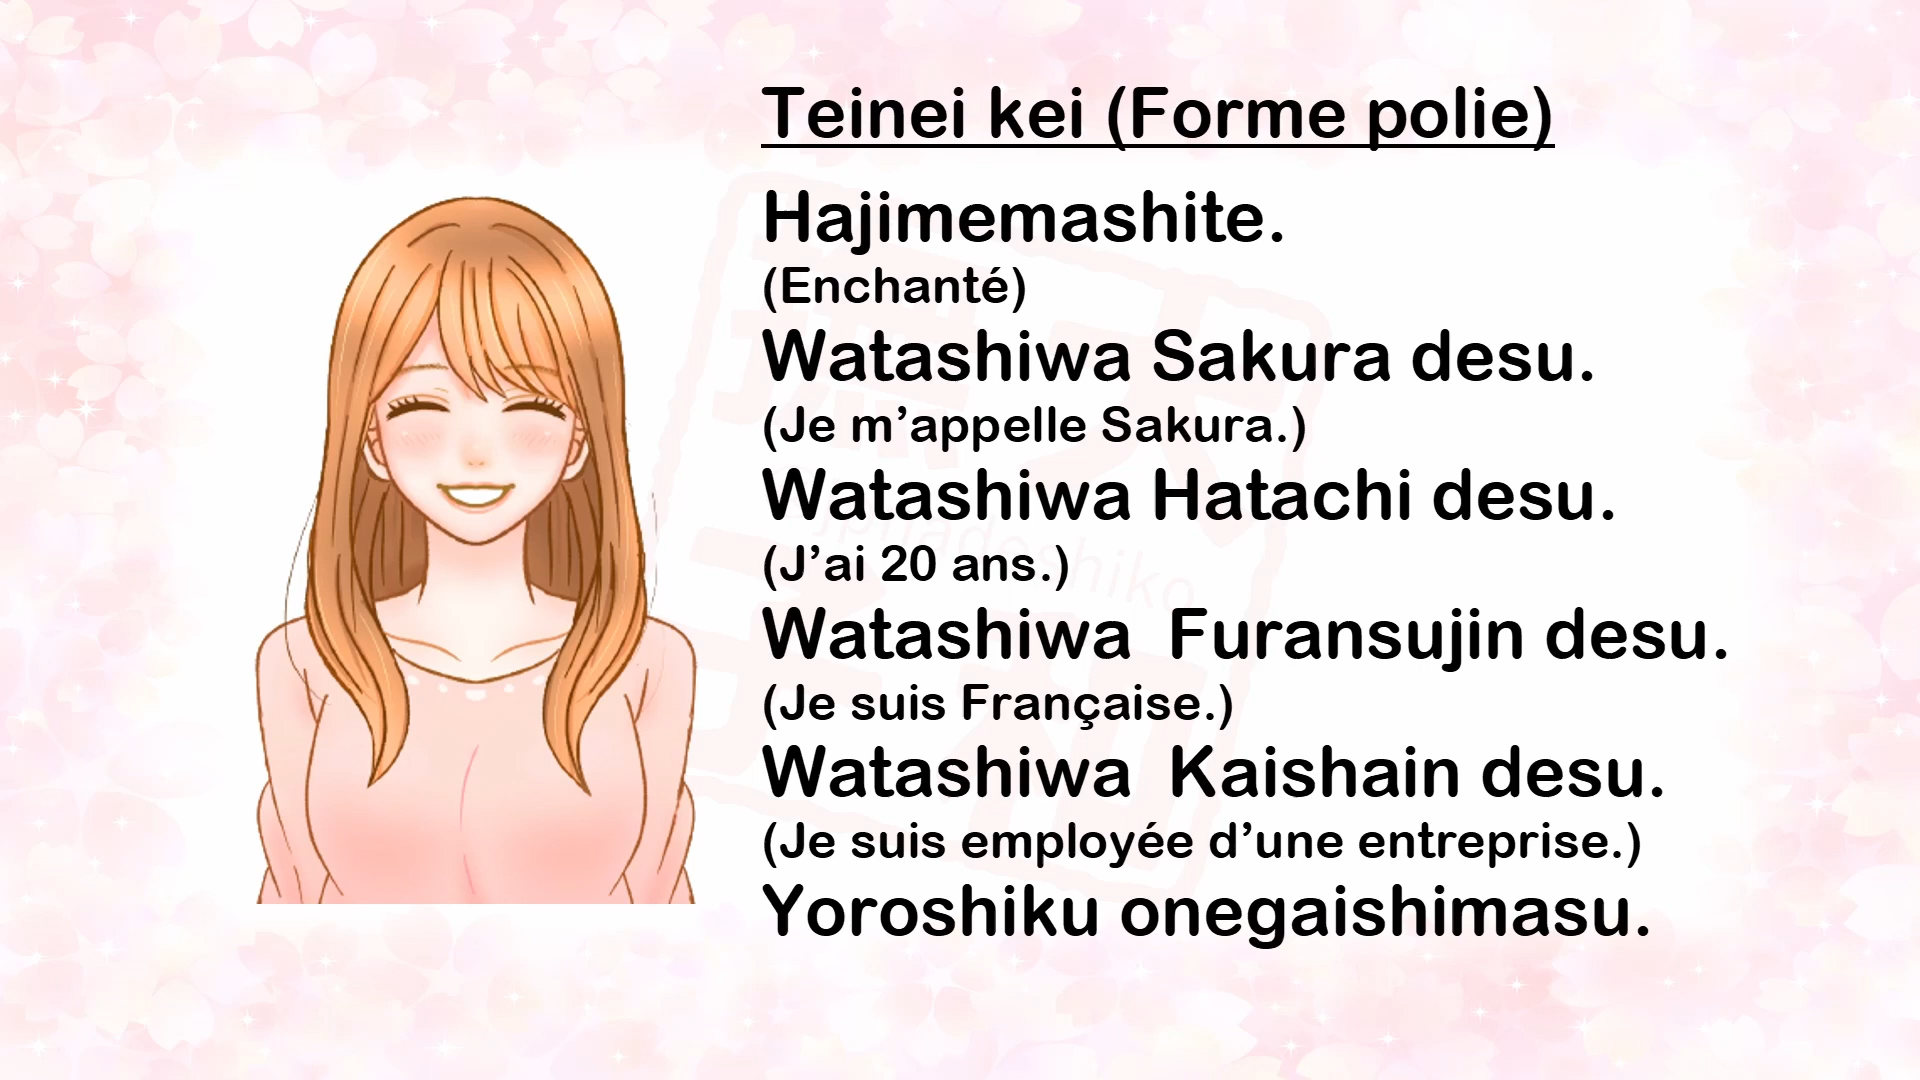 Teinei kei (Forme polie)
Hajimemashite.
(Enchanté)
Watashiwa Sakura desu.
(Je m’appelle Sakura.)
Watashiwa Hatachi desu.
(J’ai 20 ans.)
Watashiwa  Furansujin desu.
(Je suis Française.)
Watashiwa  Kaishain desu.
(Je suis employée d’une entreprise.)
Yoroshiku onegaishimasu.